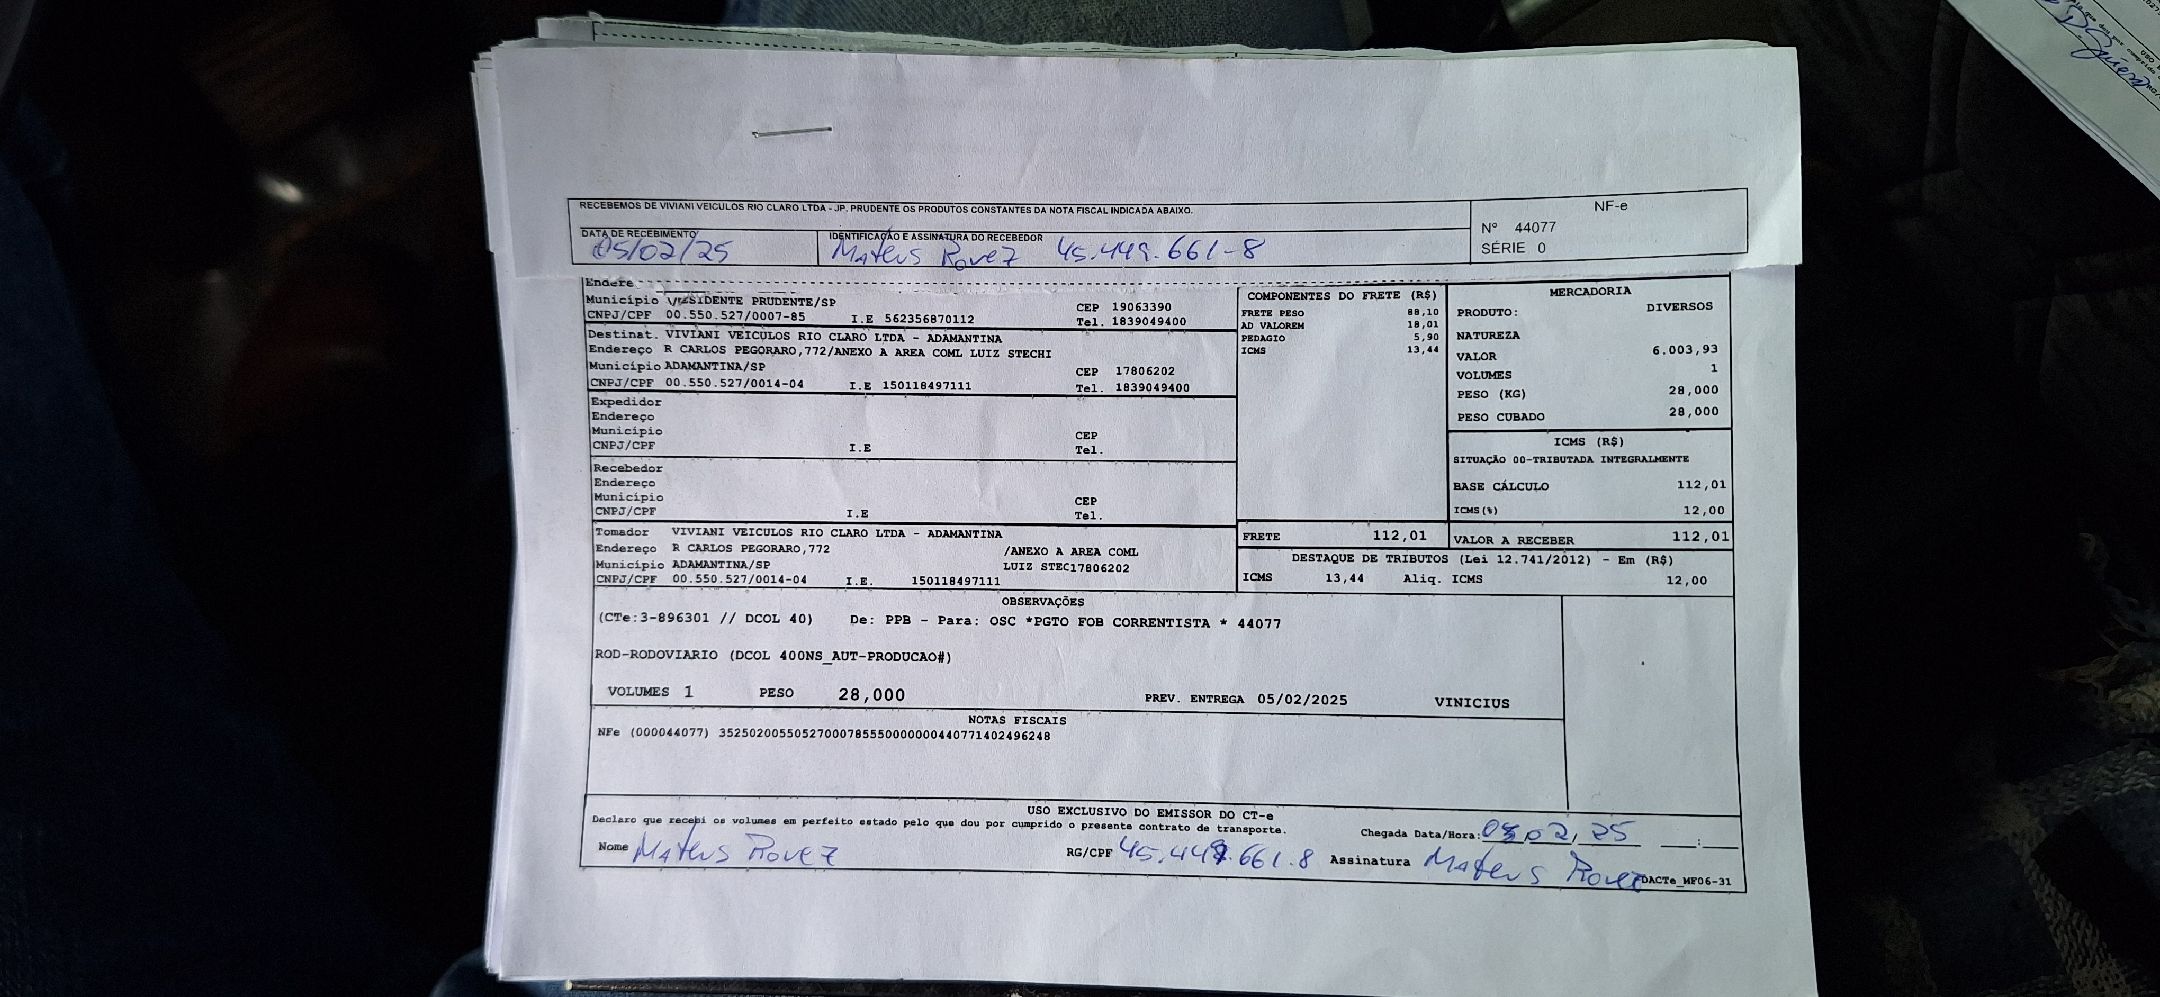 RECEBEMOS DE VIVIANI VEICULOS RIO CLARO LTDA - JP. PRUDENTE OS PRODUTOS CONSTANTES DA NOTA FISCAL INDICADA ABAIXO.
NF-e
Nº 44077
SÉRIE 0
DATA DE RECEBIMENTO
05/02/25
IDENTIFICAÇÃO E ASSINATURA DO RECEBEDOR
Mateus Rovez 45.449.661-8
Endere
Município PRESIDENTE PRUDENTE/SP CEP 19063390
CNPJ/CPF 00.550.527/0007-85 I.E 562356870112 Tel. 1839049400
Destinat. VIVIANI VEICULOS RIO CLARO LTDA - ADAMANTINA
Endereço R CARLOS PEGORARO,772/ANEXO A AREA COML LUIZ STECHI
Município ADAMANTINA/SP CEP 17806202
CNPJ/CPF 00.550.527/0014-04 I.E 150118497111 Tel. 1839049400
Expedidor
Endereço
Município CEP
CNPJ/CPF I.E Tel.
Recebedor
Endereço
Município CEP
CNPJ/CPF I.E Tel.
Tomador VIVIANI VEICULOS RIO CLARO LTDA - ADAMANTINA
Endereço R CARLOS PEGORARO,772 /ANEXO A AREA COML
Município ADAMANTINA/SP LUIZ STEC17806202
CNPJ/CPF 00.550.527/0014-04 I.E. 150118497111
COMPONENTES DO FRETE (R$)
FRETE PESO 88,10
AD VALOREM 18,01
PEDAGIO 5,90
ICMS 13,44
MERCADORIA
PRODUTO: DIVERSOS
NATUREZA
VALOR 6.003,93
VOLUMES 1
PESO (KG) 28,000
PESO CUBADO 28,000
ICMS (R$)
SITUAÇÃO 00-TRIBUTADA INTEGRALMENTE
BASE CÁLCULO 112,01
ICMS(%) 12,00
FRETE 112,01 VALOR A RECEBER 112,01
DESTAQUE DE TRIBUTOS (Lei 12.741/2012) - Em (R$)
ICMS 13,44 Aliq. ICMS 12,00
OBSERVAÇÕES
(CTe:3-896301 // DCOL 40) De: PPB - Para: OSC *PGTO FOB CORRENTISTA * 44077
ROD-RODOVIARIO (DCOL 400NS_AUT-PRODUCAO#)
VOLUMES 1 PESO 28,000 PREV. ENTREGA 05/02/2025 VINICIUS
NOTAS FISCAIS
NFe (000044077) 35250200550527000785550000000440771402496248
USO EXCLUSIVO DO EMISSOR DO CT-e
Declaro que recebi os volumes em perfeito estado pelo que dou por cumprido o presente contrato de transporte.
Chegada Data/Hora: 05,02,25 __:__
Nome Mateus Rovez RG/CPF 45.449.661.8 Assinatura Mateus Rovez
DACTe_MF06-31